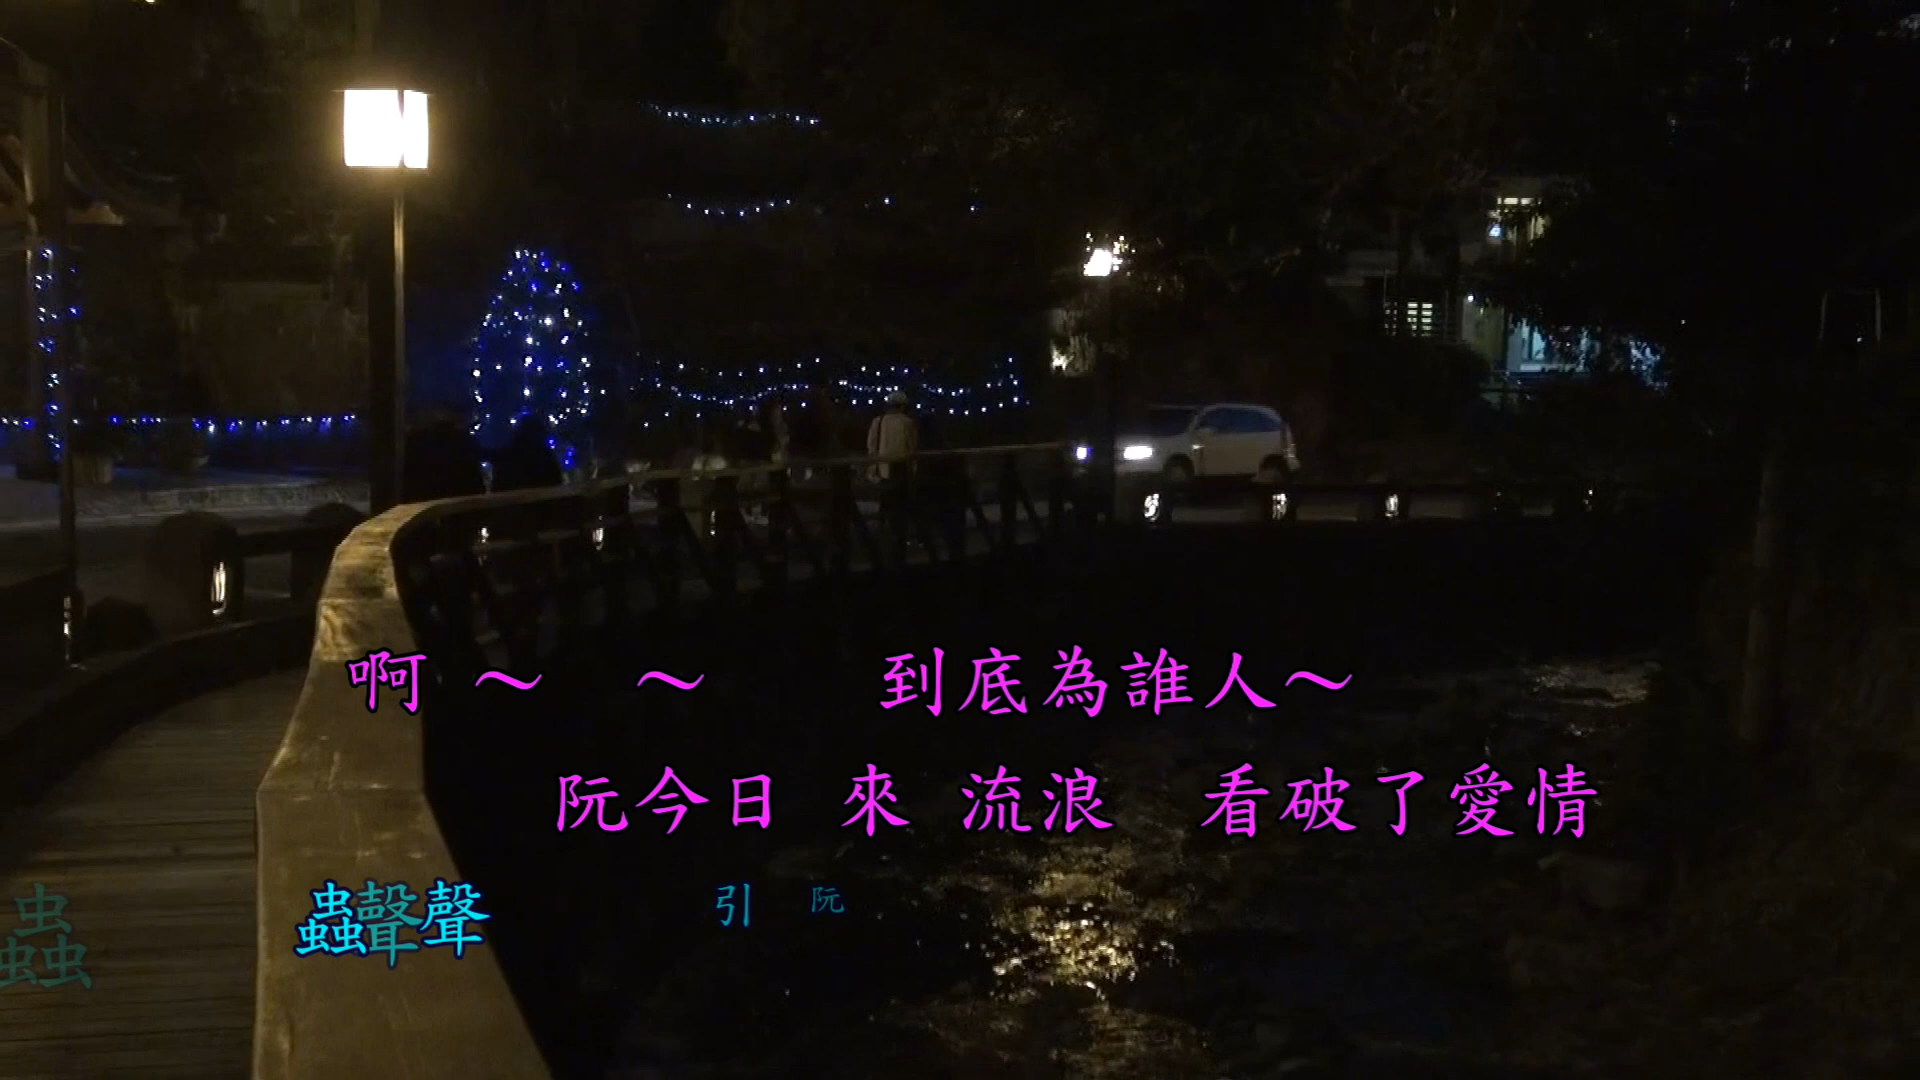 啊 ～ ～ 到底為誰人～
阮今日 來 流浪 看破了愛情
蟲 蟲聲聲 引 阮